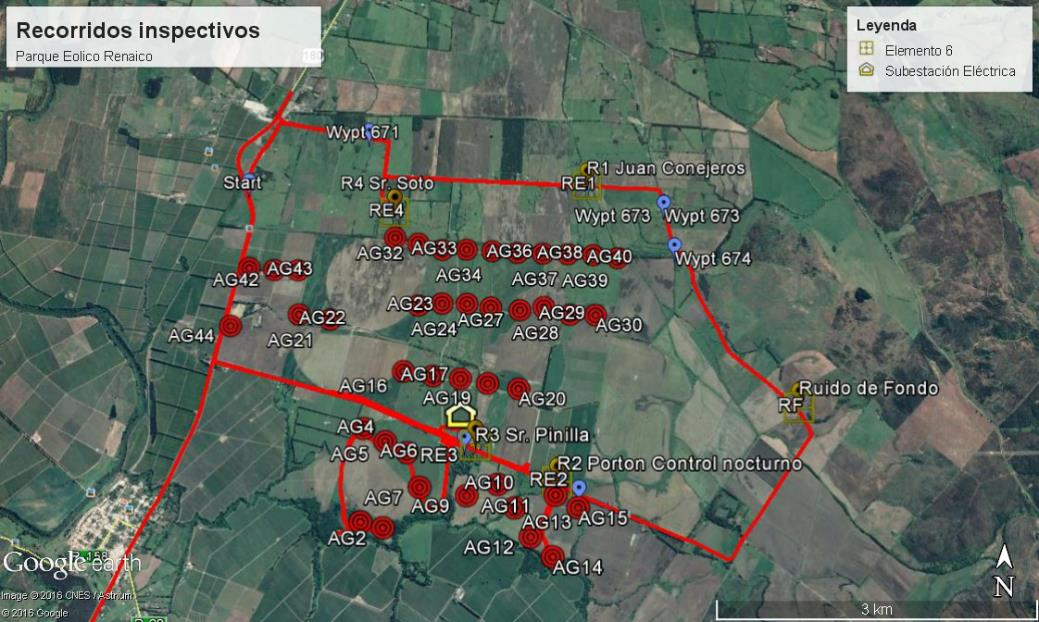 Recorridos inspectivos
Parque Eolico Renaico
180
Leyenda
Elemento 6
Subestación Eléctrica
Wypt 671
Start
R4 Sr. Soto
RE4
R1 Juan Conejeros
RE1
Wypt 673
Wypt 673
Wypt 674
AG32
AG33
AG34
AG36
AG37
AG38
AG39
AG40
AG42
AG43
AG44
AG21
AG22
AG23
AG24
AG27
AG28
AG29
AG30
AG16
AG17
AG19
AG20
Ruido de Fondo
RF
AG4
AG5
AG6
RE3
R3 Sr. Pinilla
R2 Porton Control nocturno
RE2
AG7
AG9
AG10
AG11
AG13
AG15
AG2
AG12
AG14
Google earth
Image © 2016 CNES / Astrium
© 2016 Google
3 km
N